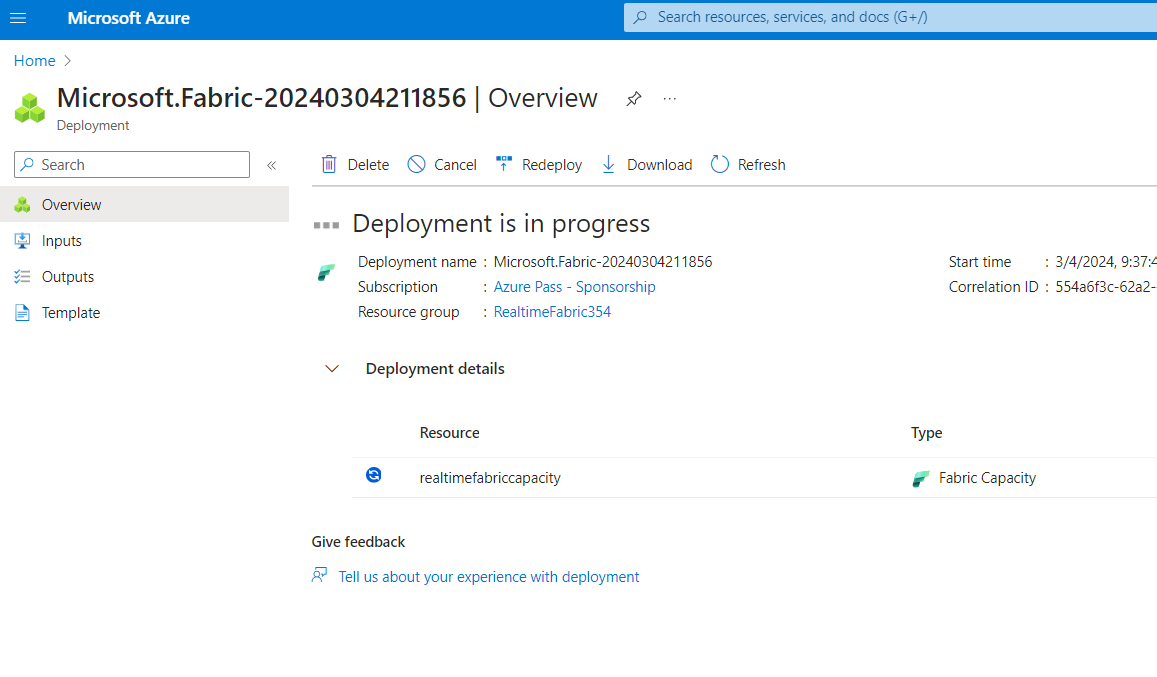 Microsoft Azure
Search resources, services, and docs (G+/)
Home
Microsoft.Fabric-20240304211856 | Overview
Deployment
Search
Delete
Cancel
Redeploy
Download
Refresh
Overview
Inputs
Outputs
Template
Deployment is in progress
Deployment name : Microsoft.Fabric-20240304211856
Subscription : Azure Pass - Sponsorship
Resource group : RealtimeFabric354
Start time : 3/4/2024, 9:37:4
Correlation ID : 554a6f3c-62a2-
Deployment details
Resource Type
realtimefabriccapacity Fabric Capacity
Give feedback
Tell us about your experience with deployment